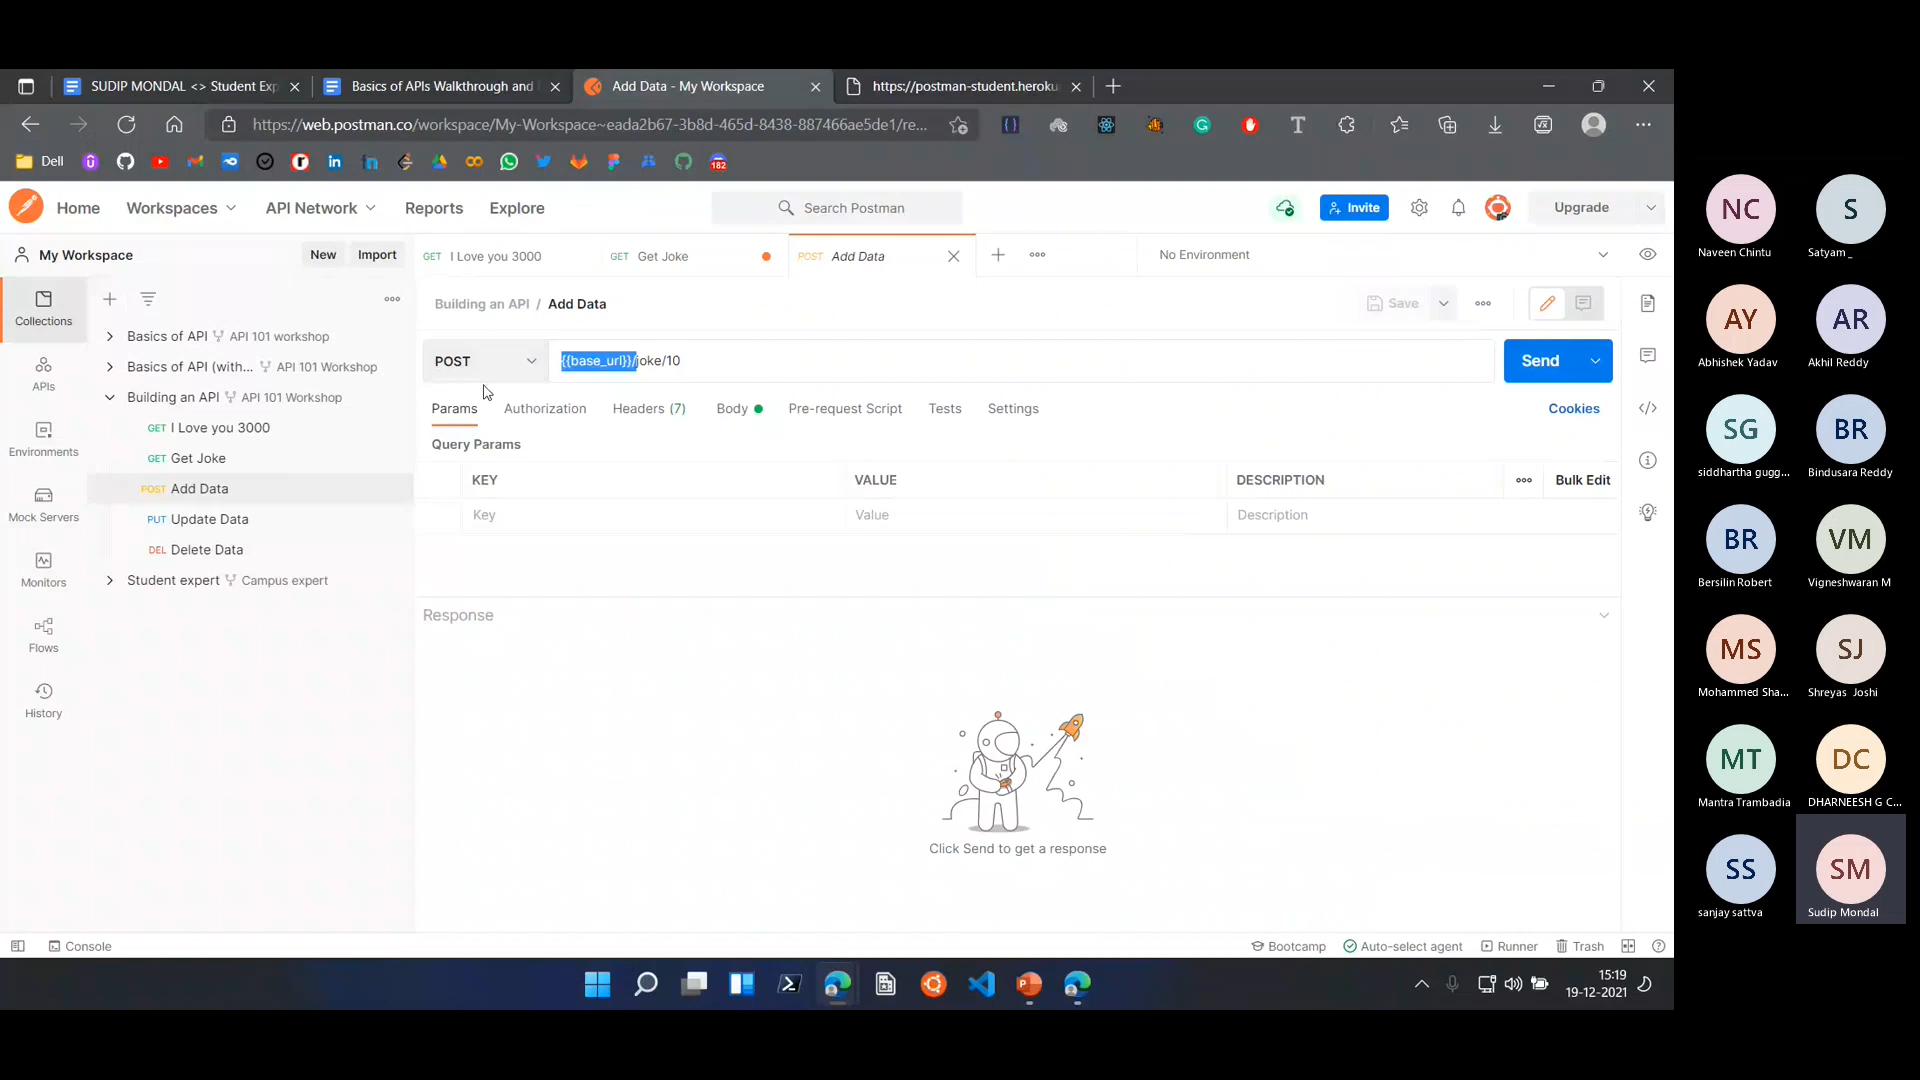 SUDIP MONDAL <> Student Exp
Basics of APIs Walkthrough and
Add Data - My Workspace
https://postman-student.heroku
https://web.postman.co/workspace/My-Workspace~eada2b67-3b8d-465d-8438-887466ae5de1/re...
Dell
182
Home
Workspaces
API Network
Reports
Explore
Search Postman
Invite
Upgrade
My Workspace
New
Import
GET I Love you 3000
GET Get Joke
POST Add Data
No Environment
Collections
APIs
Environments
Mock Servers
Monitors
Flows
History
Basics of API API 101 workshop
Basics of API (with... API 101 Workshop
Building an API API 101 Workshop
GET I Love you 3000
GET Get Joke
POST Add Data
PUT Update Data
DEL Delete Data
Student expert Campus expert
Building an API / Add Data
Save
POST
{{base_url}}/joke/10
Send
Params
Authorization
Headers (7)
Body
Pre-request Script
Tests
Settings
Cookies
Query Params
KEY
VALUE
DESCRIPTION
Bulk Edit
Key
Value
Description
Response
Click Send to get a response
Console
Bootcamp
Auto-select agent
Runner
Trash
15:19
19-12-2021
NC
Naveen Chintu
S
Satyam _
AY
Abhishek Yadav
AR
Akhil Reddy
SG
siddhartha gugg...
BR
Bindusara Reddy
BR
Bersilin Robert
VM
Vigneshwaran M
MS
Mohammed Sha...
SJ
Shreyas Joshi
MT
Mantra Trambadia
DC
DHARNEESH G C...
SS
sanjay sattva
SM
Sudip Mondal